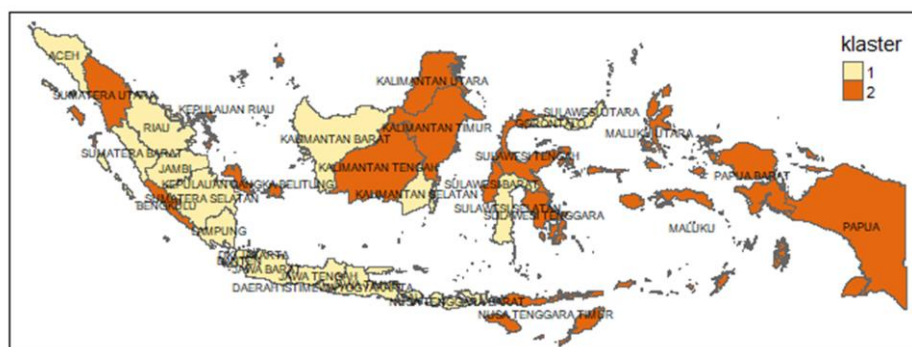 klaster
1
2
ACEH
SUMATERA UTARA
KALIMANTAN UTARA
KEPULAUAN RIAU
RIAU
SULAWESI UTARA
GORONTALO
KALIMANTAN TIMUR
MALUKU UTARA
KALIMANTAN BARAT
SUMATERA BARAT
SULAWESI TENGAH
JAMBI
KALIMANTAN TENGAH
PAPUA BARAT
KEPULAUAN BANGKA BELITUNG
SULAWESI BARAT
SUMATERA SELATAN
KALIMANTAN SELATAN
BENGKULU
SULAWESI SELATAN
SULAWESI TENGGARA
LAMPUNG
MALUKU
PAPUA
JAWA BARAT
JAWA TENGAH
DAERAH ISTIMEWA YOGYAKARTA
NUSA TENGGARA BARAT
NUSA TENGGARA TIMUR